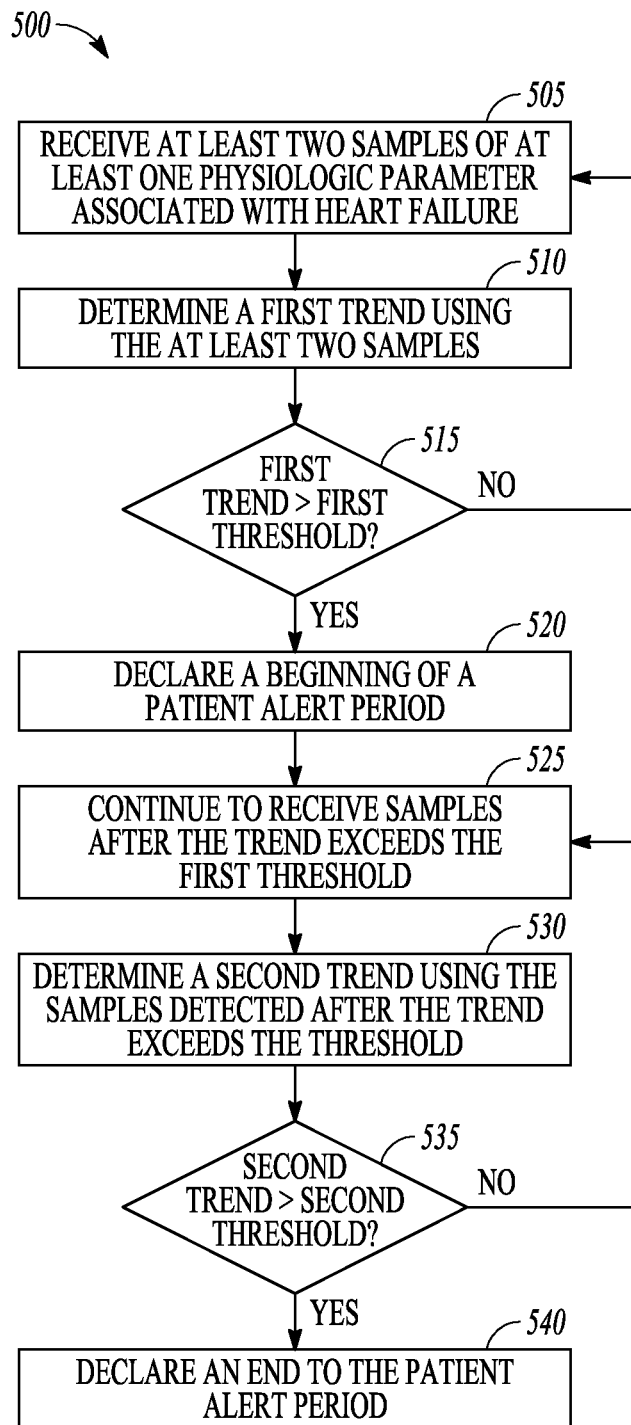 500
505
RECEIVE AT LEAST TWO SAMPLES OF AT
LEAST ONE PHYSIOLOGIC PARAMETER
ASSOCIATED WITH HEART FAILURE
510
DETERMINE A FIRST TREND USING
THE AT LEAST TWO SAMPLES
515
FIRST
TREND > FIRST
THRESHOLD?
NO
YES
520
DECLARE A BEGINNING OF A
PATIENT ALERT PERIOD
525
CONTINUE TO RECEIVE SAMPLES
AFTER THE TREND EXCEEDS THE
FIRST THRESHOLD
530
DETERMINE A SECOND TREND USING THE
SAMPLES DETECTED AFTER THE TREND
EXCEEDS THE THRESHOLD
535
SECOND
TREND > SECOND
THRESHOLD?
NO
YES
540
DECLARE AN END TO THE PATIENT
ALERT PERIOD